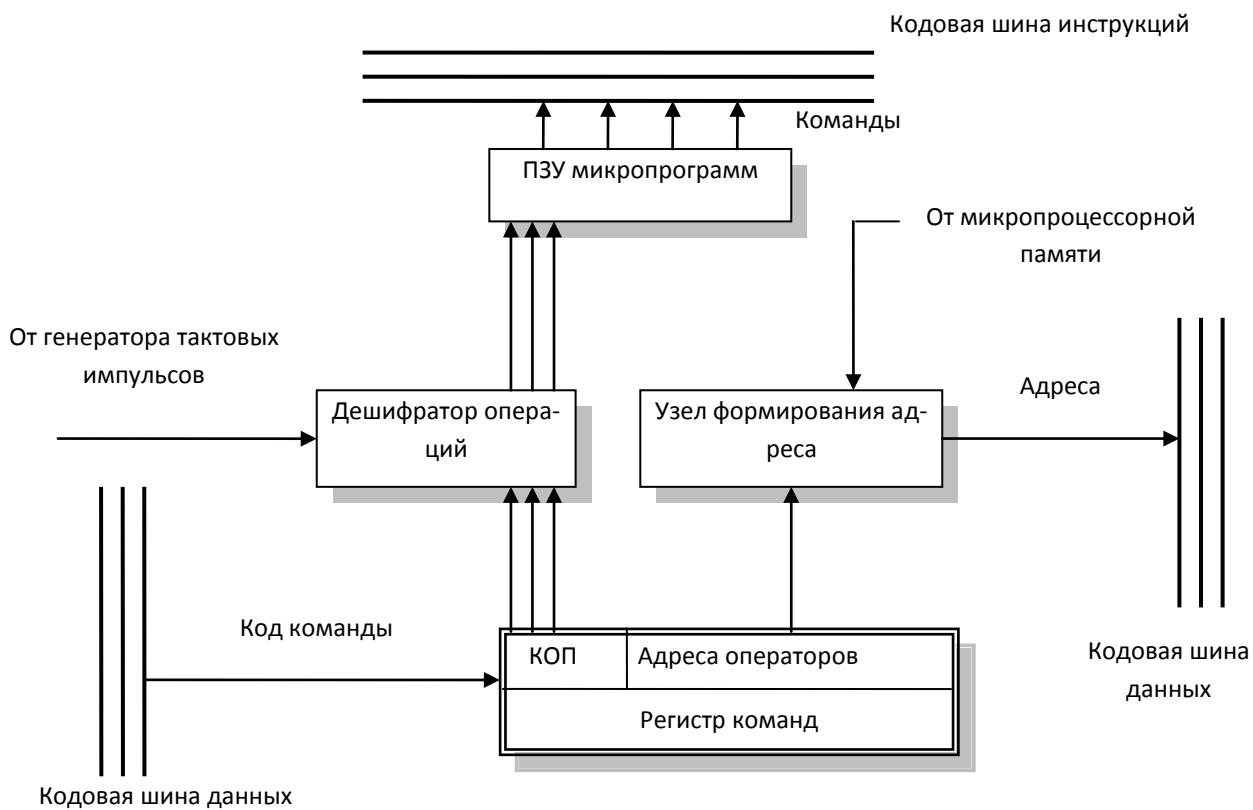 Кодовая шина инструкций
Команды
ПЗУ микропрограмм
От микропроцессорной
памяти
От генератора тактовых
импульсов
Дешифратор опера-
ций
Узел формирования ад-
реса
Адреса
Код команды
КОП
Адреса операторов
Регистр команд
Кодовая шина
данных
Кодовая шина данных